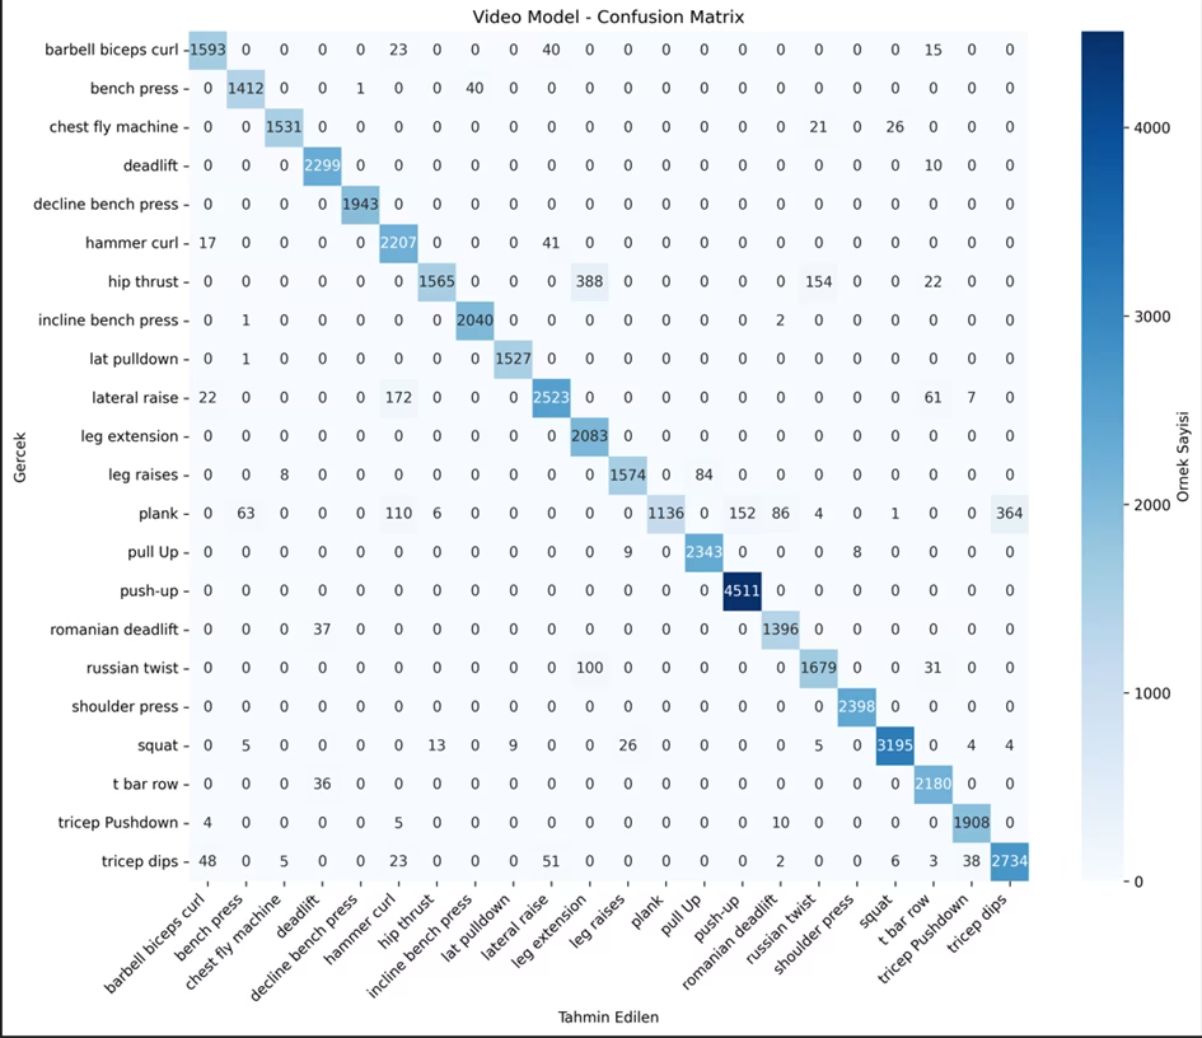 Video Model - Confusion Matrix
barbell biceps curl 1593 0 0 0 0 23 0 0 0 40 0 0 0 0 0 0 0 0 0 15 0 0
bench press 0 1412 0 0 1 0 0 40 0 0 0 0 0 0 0 0 0 0 0 0 0 0
chest fly machine 0 0 1531 0 0 0 0 0 0 0 0 0 0 0 0 0 21 0 26 0 0 0
deadlift 0 0 0 2299 0 0 0 0 0 0 0 0 0 0 0 0 0 0 0 10 0 0
decline bench press 0 0 0 0 1943 0 0 0 0 0 0 0 0 0 0 0 0 0 0 0 0 0
hammer curl 17 0 0 0 0 2207 0 0 0 41 0 0 0 0 0 0 0 0 0 0 0 0
hip thrust 0 0 0 0 0 0 1565 0 0 0 388 0 0 0 0 0 154 0 0 22 0 0
incline bench press 0 1 0 0 0 0 0 2040 0 0 0 0 0 0 0 2 0 0 0 0 0 0
lat pulldown 0 1 0 0 0 0 0 0 1527 0 0 0 0 0 0 0 0 0 0 0 0 0
lateral raise 22 0 0 0 0 172 0 0 0 2523 0 0 0 0 0 0 0 0 0 61 7 0
leg extension 0 0 0 0 0 0 0 0 0 0 2083 0 0 0 0 0 0 0 0 0 0 0
leg raises 0 0 8 0 0 0 0 0 0 0 0 1574 0 84 0 0 0 0 0 0 0 0
plank 0 63 0 0 0 110 6 0 0 0 0 0 1136 0 152 86 4 0 1 0 0 364
pull Up 0 0 0 0 0 0 0 0 0 0 0 9 0 2343 0 0 0 8 0 0 0 0
push-up 0 0 0 0 0 0 0 0 0 0 0 0 0 0 4511 0 0 0 0 0 0 0
romanian deadlift 0 0 0 37 0 0 0 0 0 0 0 0 0 0 0 1396 0 0 0 0 0 0
russian twist 0 0 0 0 0 0 0 0 0 0 100 0 0 0 0 0 1679 0 0 31 0 0
shoulder press 0 0 0 0 0 0 0 0 0 0 0 0 0 0 0 0 0 2398 0 0 0 0
squat 0 5 0 0 0 0 13 0 9 0 0 26 0 0 0 0 5 0 3195 0 4 4
t bar row 0 0 0 36 0 0 0 0 0 0 0 0 0 0 0 0 0 0 0 2180 0 0
tricep Pushdown 4 0 0 0 0 5 0 0 0 0 0 0 0 0 0 10 0 0 0 0 1908 0
tricep dips 48 0 5 0 0 23 0 0 0 51 0 0 0 0 0 2 0 0 6 3 38 2734
barbell biceps curl
bench press
chest fly machine
deadlift
decline bench press
hammer curl
hip thrust
incline bench press
lat pulldown
lateral raise
leg extension
leg raises
plank
pull Up
push-up
romanian deadlift
russian twist
shoulder press
squat
t bar row
tricep Pushdown
tricep dips
Gercek
Tahmin Edilen
4000
3000
2000
1000
0
Ornek Sayisi